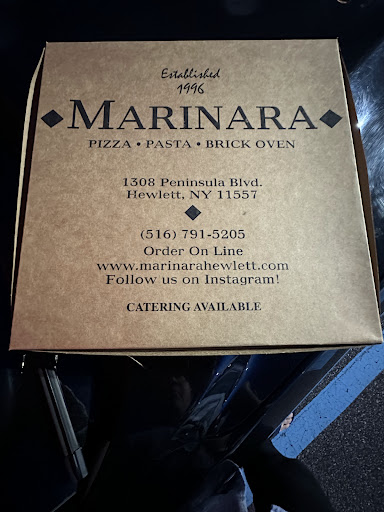 Established
1996
MARINARA
PIZZA • PASTA • BRICK OVEN
1308 Peninsula Blvd.
Hewlett, NY 11557
(516) 791-5205
Order On Line
www.marinarahewlett.com
Follow us on Instagram!
CATERING AVAILABLE